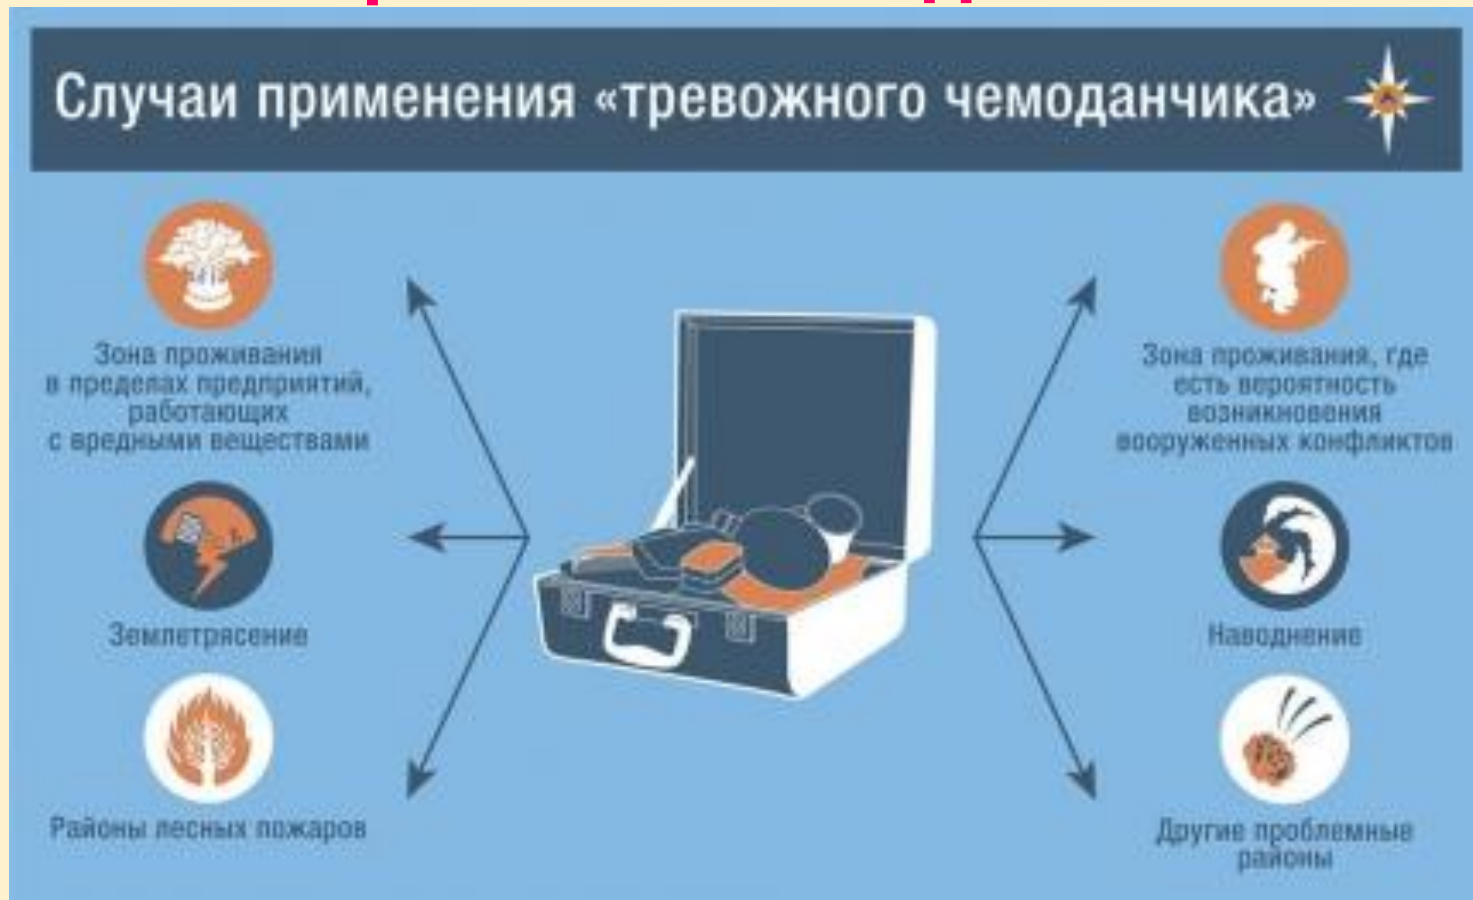 Случаи применения «тревожного чемоданчика»
Зона проживания
в пределах предприятий,
работающих
с вредными веществами
Землетрясение
Районы лесных пожаров
Зона проживания, где
есть вероятность
возникновения
вооруженных конфликтов
Наводнение
Другие проблемные
районы